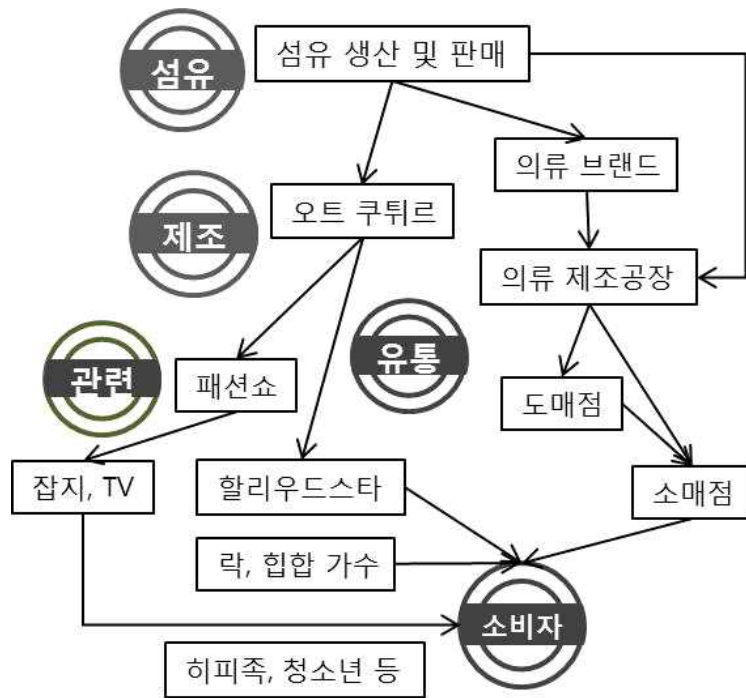 섬유
섬유 생산 및 판매
의류 브랜드
제조
오트 쿠튀르
의류 제조공장
관련
패션쇼
유통
도매점
잡지, TV
할리우드스타
소매점
락, 힙합 가수
소비자
히피족, 청소년 등